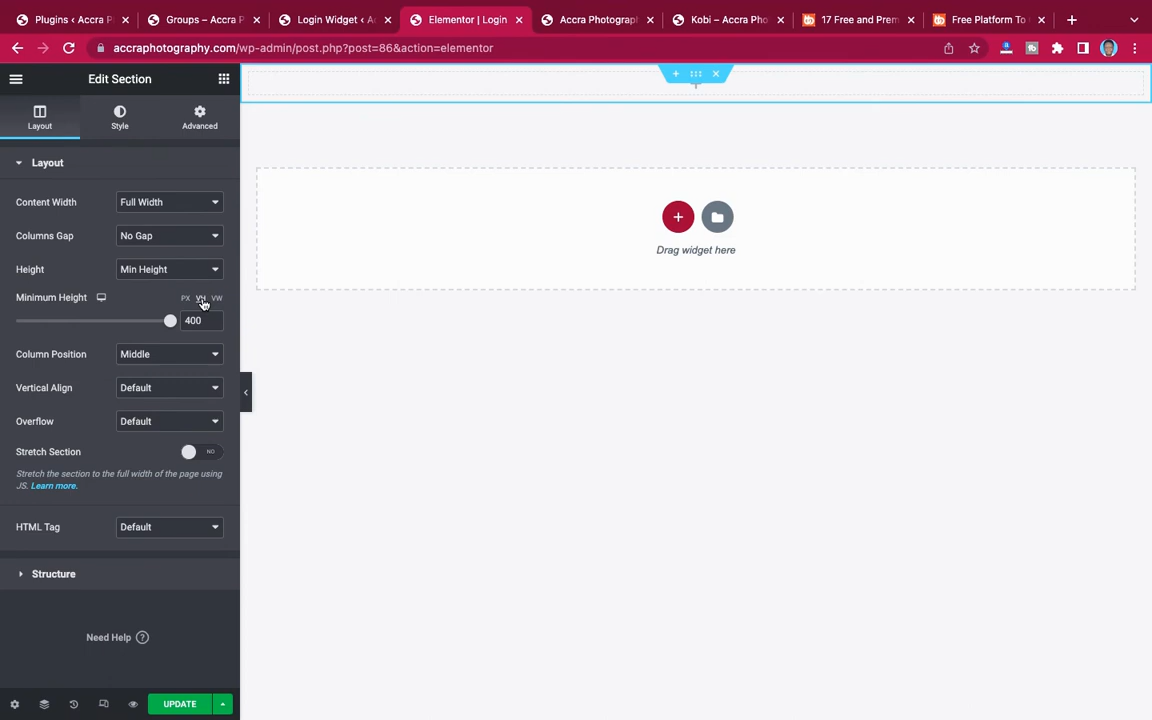 Plugins ‹ Accra P
Groups – Accra P
Login Widget ‹ Ac
Elementor | Login
Accra Photograph
Kobi – Accra Pho
17 Free and Prem
Free Platform To
accraphotography.com/wp-admin/post.php?post=86&action=elementor
Edit Section
Layout
Style
Advanced
Layout
Content Width
Full Width
Columns Gap
No Gap
Height
Min Height
Minimum Height
PX VH VW
400
Column Position
Middle
Vertical Align
Default
Overflow
Default
Stretch Section
NO
Stretch the section to the full width of the page using
JS. Learn more.
HTML Tag
Default
Structure
Need Help
UPDATE
Drag widget here